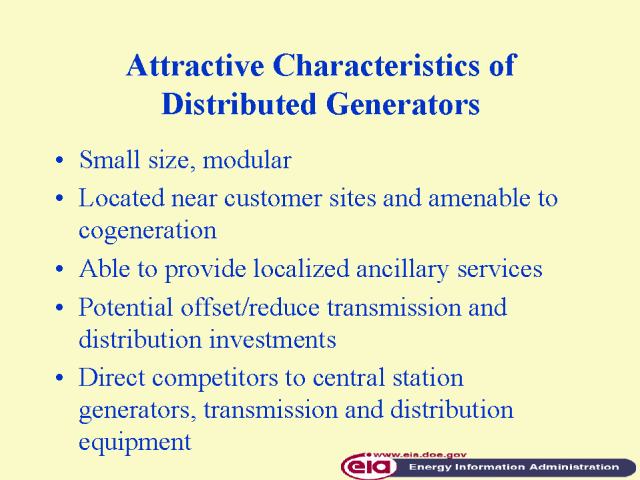 Attractive Characteristics of
Distributed Generators
• Small size, modular
• Located near customer sites and amenable to
cogeneration
• Able to provide localized ancillary services
• Potential offset/reduce transmission and
distribution investments
• Direct competitors to central station
generators, transmission and distribution
equipment
www.eia.doe.gov
eia Energy Information Administration